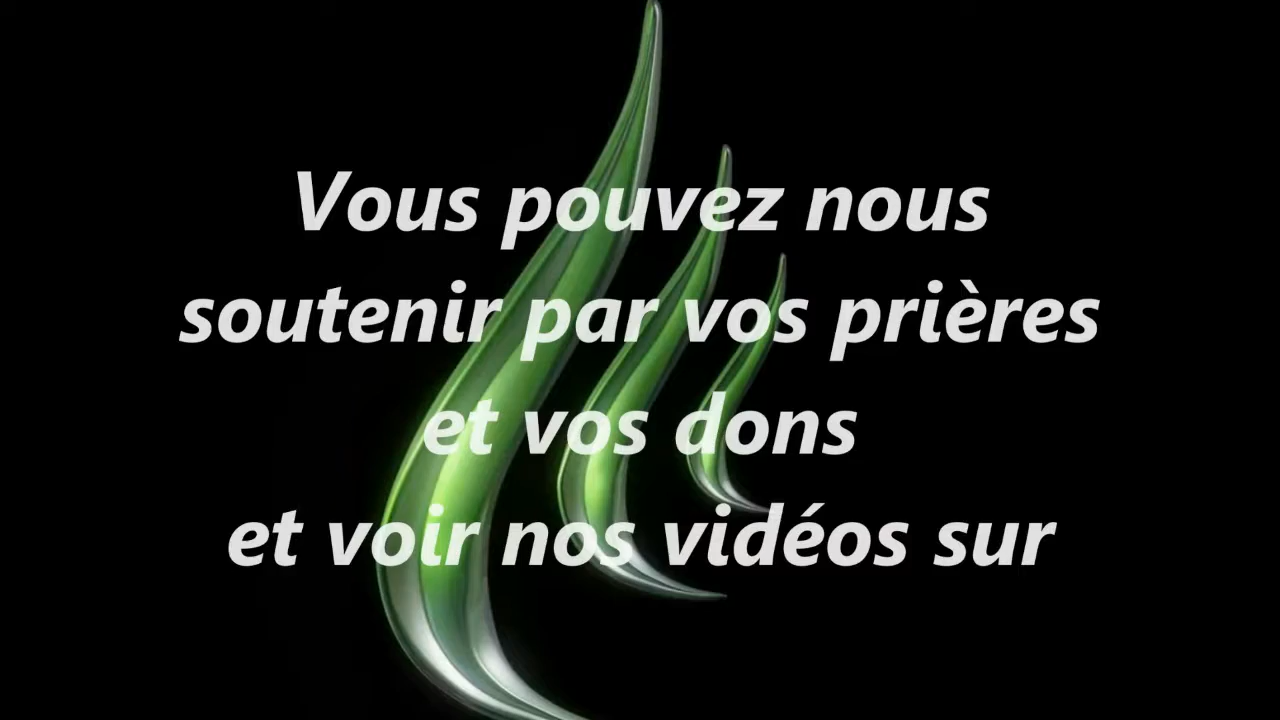 Vous pouvez nous
soutenir par vos prières
et vos dons
et voir nos vidéos sur